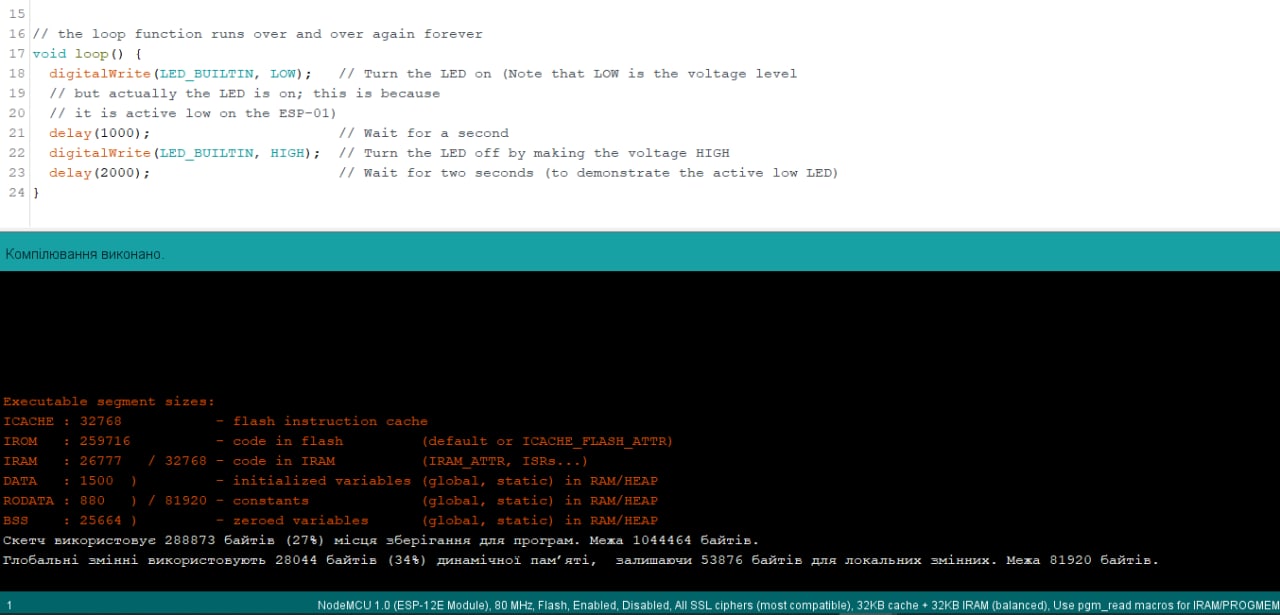 15
16 // the loop function runs over and over again forever
17 void loop() {
18 digitalWrite(LED_BUILTIN, LOW); // Turn the LED on (Note that LOW is the voltage level
19 // but actually the LED is on; this is because
20 // it is active low on the ESP-01)
21 delay(1000); // Wait for a second
22 digitalWrite(LED_BUILTIN, HIGH); // Turn the LED off by making the voltage HIGH
23 delay(2000); // Wait for two seconds (to demonstrate the active low LED)
24 }
Компілювання виконано.
Executable segment sizes:
ICACHE : 32768 - flash instruction cache
IROM : 259716 - code in flash (default or ICACHE_FLASH_ATTR)
IRAM : 26777 / 32768 - code in IRAM (IRAM_ATTR, ISRs...)
DATA : 1500 ) - initialized variables (global, static) in RAM/HEAP
RODATA : 880 ) / 81920 - constants (global, static) in RAM/HEAP
BSS : 25664 ) - zeroed variables (global, static) in RAM/HEAP
Скетч використовує 288873 байтів (27%) місця зберігання для програм. Межа 1044464 байтів.
Глобальні змінні використовують 28044 байтів (34%) динамічної пам’яті, залишаючи 53876 байтів для локальних змінних. Межа 81920 байтів.
1 NodeMCU 1.0 (ESP-12E Module), 80 MHz, Flash, Enabled, Disabled, All SSL ciphers (most compatible), 32KB cache + 32KB IRAM (balanced), Use pgm_read macros for IRAM/PROGMEM